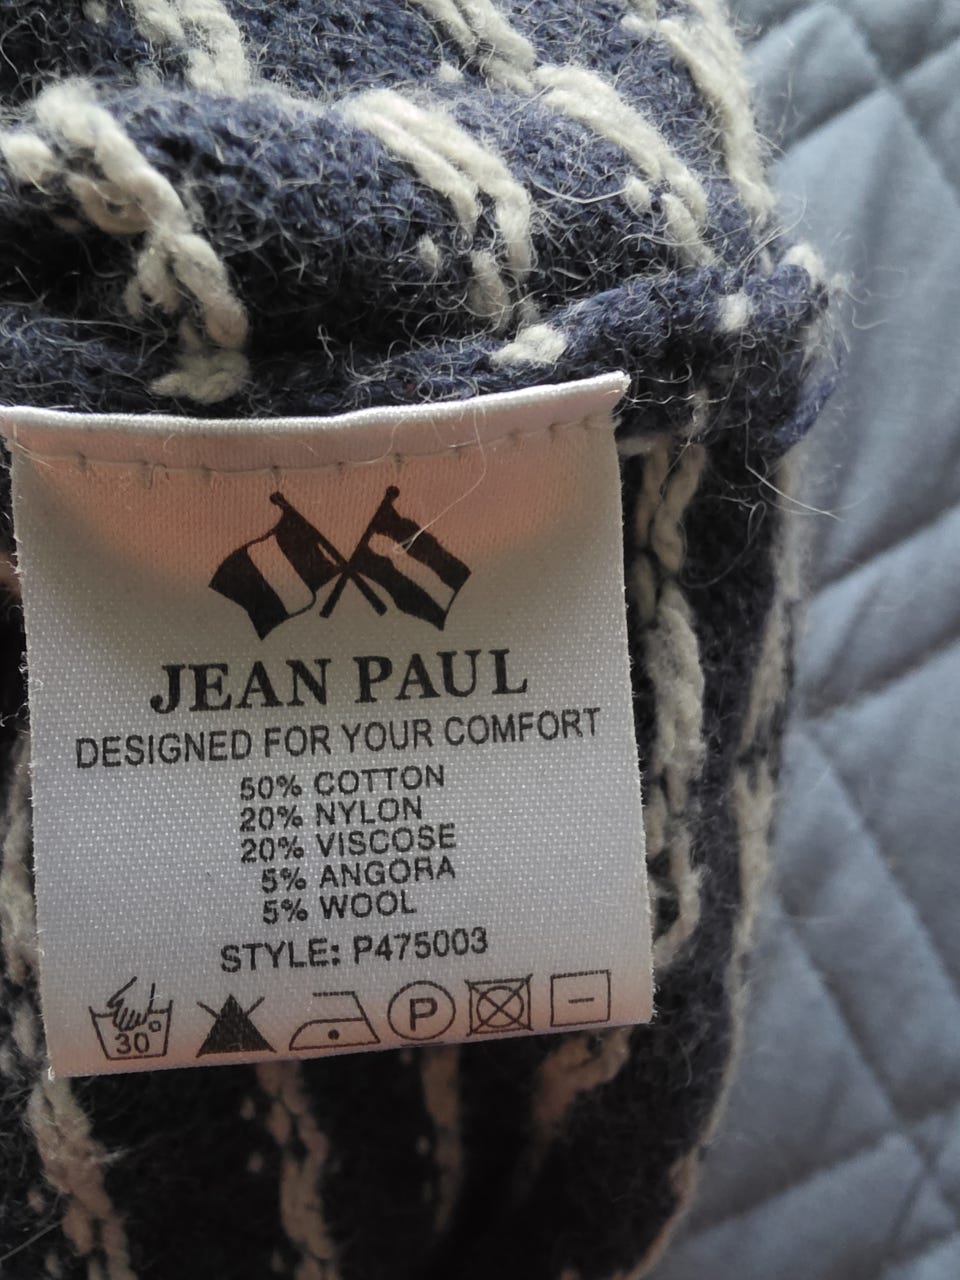 JEAN PAUL
DESIGNED FOR YOUR COMFORT
50% COTTON
20% NYLON
20% VISCOSE
5% ANGORA
5% WOOL
STYLE: P475003
30° P